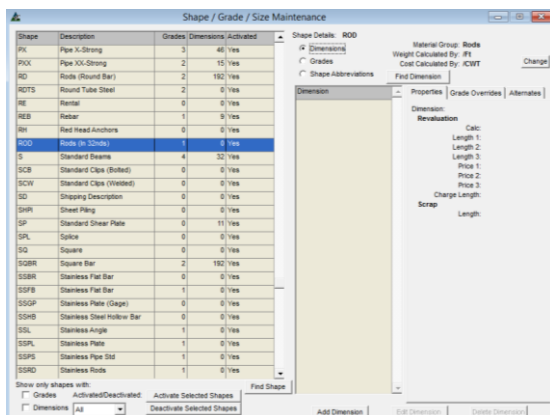 Shape / Grade / Size Maintenance
Shape Description Grades Dimensions Activated
PX Pipe X-Strong 3 46 Yes
PXX Pipe XX-Strong 2 15 Yes
RD Rods (Round Bar) 2 192 Yes
RDTS Round Tube Steel 2 0 Yes
RE Rental 0 0 Yes
REB Rebar 1 9 Yes
RH Red Head Anchors 0 0 Yes
ROD Rods (In 32nds) 1 0 Yes
S Standard Beams 4 32 Yes
SCB Standard Clips (Bolted) 0 0 Yes
SCW Standard Clips (Welded) 0 0 Yes
SD Shipping Description 0 0 Yes
SHPI Sheet Piling 0 0 Yes
SP Standard Shear Plate 0 11 Yes
SPL Splice 0 0 Yes
SQ Square 0 0 Yes
SQBR Square Bar 2 192 Yes
SSBR Stainless Flat Bar 0 0 Yes
SSFB Stainless Flat Bar 1 0 Yes
SSGP Stainless Plate (Gage) 0 0 Yes
SSHB Stainless Steel Hollow Bar 0 0 Yes
SSL Stainless Angle 1 0 Yes
SSPL Stainless Plate 1 0 Yes
SSPS Stainless Pipe Std 1 0 Yes
SSRD Stainless Rods 1 0 Yes
Show only shapes with:
Find Shape
Grades Activated/Deactivated: Activate Selected Shapes
Dimensions All Deactivate Selected Shapes
Shape Details: ROD
Dimensions
Grades
Shape Abbreviations
Material Group: Rods
Weight Calculated By: /Ft
Cost Calculated By: /CWT
Change
Find Dimension
Dimension
Properties Grade Overrides Alternates
Dimension:
Revaluation
Calc:
Length 1:
Length 2:
Length 3:
Price 1:
Price 2:
Price 3:
Charge Length:
Scrap
Length:
Add Dimension Edit Dimension Delete Dimension